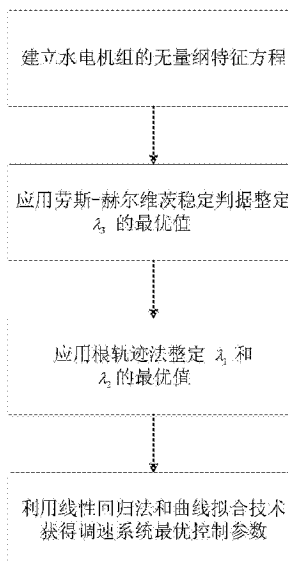 建立水电机组的无量纲特征方程
应用劳斯-赫尔维茨稳定判据整定
λ₃ 的最优值
应用根轨迹法整定 λ₁ 和
λ₂的最优值
利用线性回归法和曲线拟合技术
获得调速系统最优控制参数